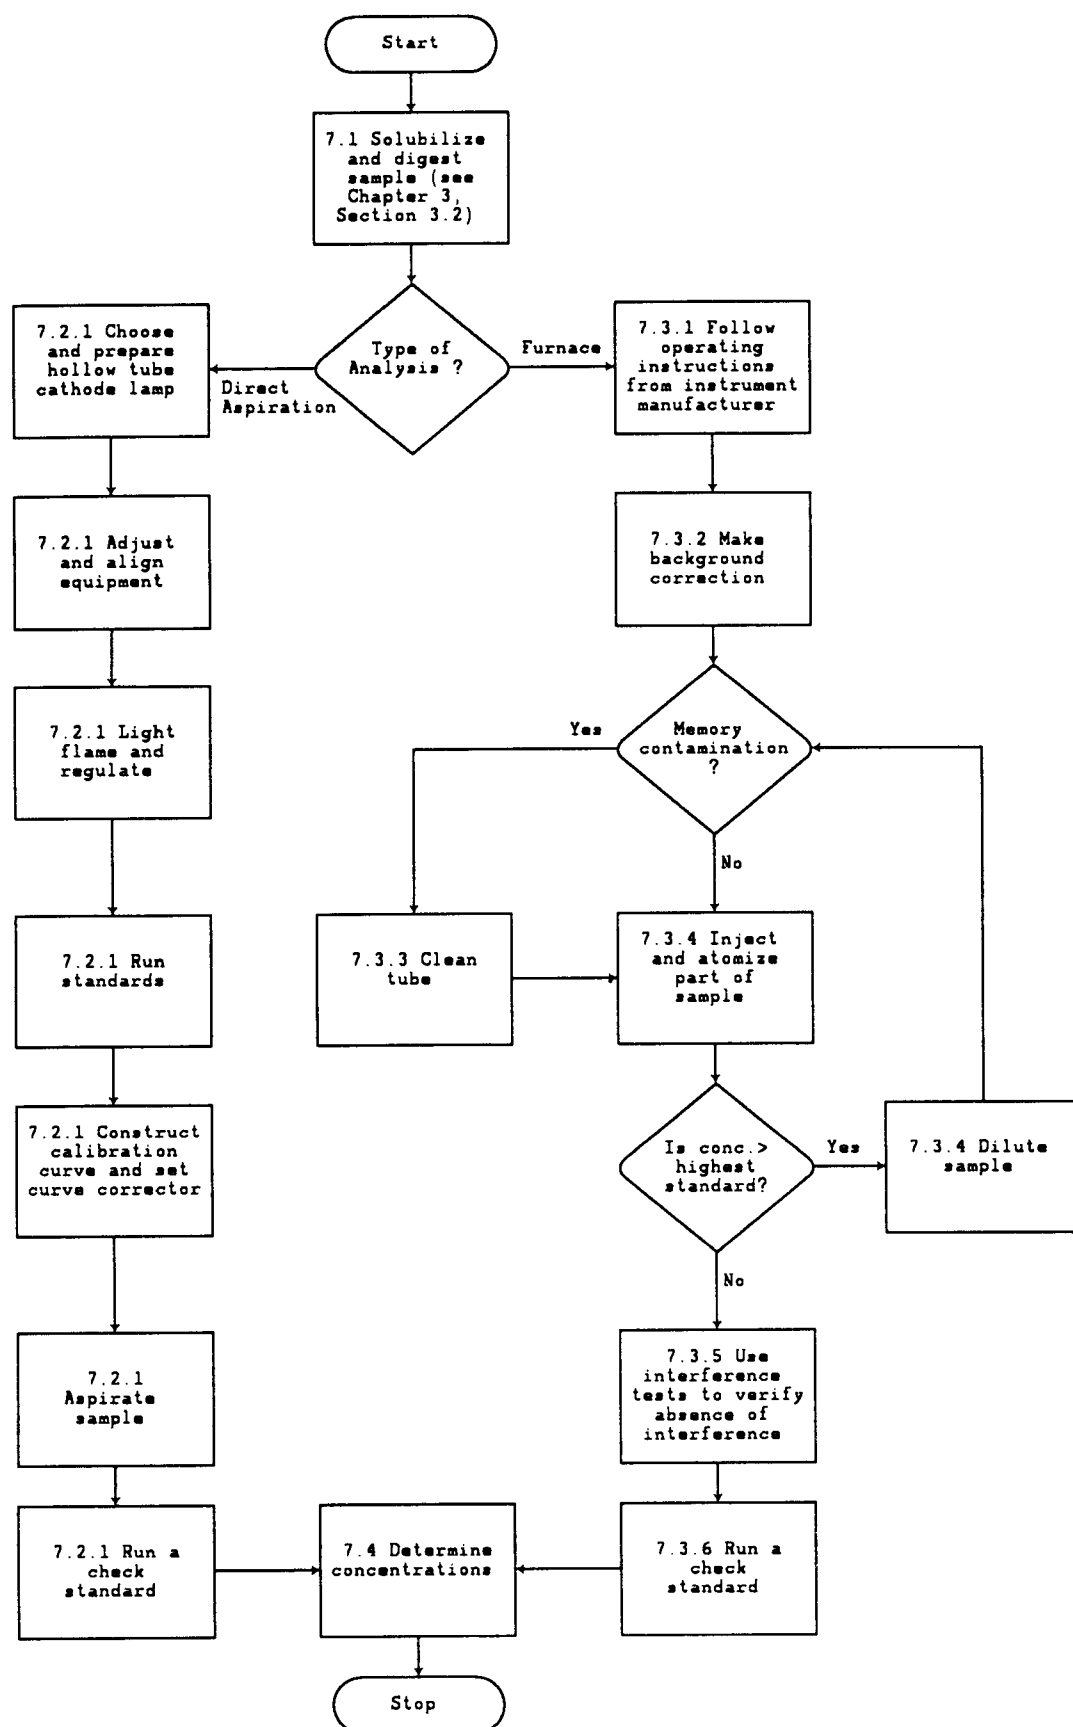 Start
7.1 Solubilize
and digest
sample (see
Chapter 3,
Section 3.2)
Type of
Analysis ?
Direct
Aspiration
Furnace
7.2.1 Choose
and prepare
hollow tube
cathode lamp
7.2.1 Adjust
and align
equipment
7.2.1 Light
flame and
regulate
7.2.1 Run
standards
7.2.1 Construct
calibration
curve and set
curve corrector
7.2.1
Aspirate
sample
7.2.1 Run a
check
standard
7.3.1 Follow
operating
instructions
from instrument
manufacturer
7.3.2 Make
background
correction
Memory
contamination
?
Yes
No
7.3.3 Clean
tube
7.3.4 Inject
and atomize
part of
sample
Is conc.>
highest
standard?
Yes
7.3.4 Dilute
sample
No
7.3.5 Use
interference
tests to verify
absence of
interference
7.3.6 Run a
check
standard
7.4 Determine
concentrations
Stop